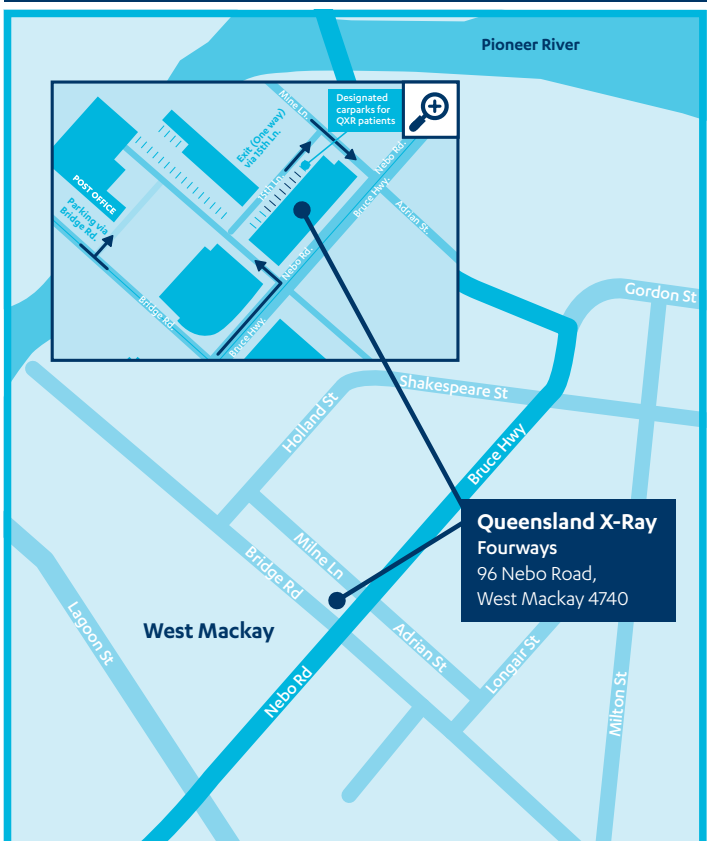 Pioneer River
Designated
carparks for
QXR patients
Mine Ln.
Exit (One way)
via 15th Ln.
15th Ln.
Nebo Rd.
Bruce Hwy.
Adrian St.
POST OFFICE
Parking via
Bridge Rd.
Nebo Rd.
Bridge Rd.
Bruce Hwy.
Gordon St
Shakespeare St
Holland St
Bruce Hwy
Queensland X-Ray
Fourways
96 Nebo Road,
West Mackay 4740
Milne Ln
Bridge Rd
Lagoon St
West Mackay
Adrian St
Longair St
Nebo Rd
Milton St